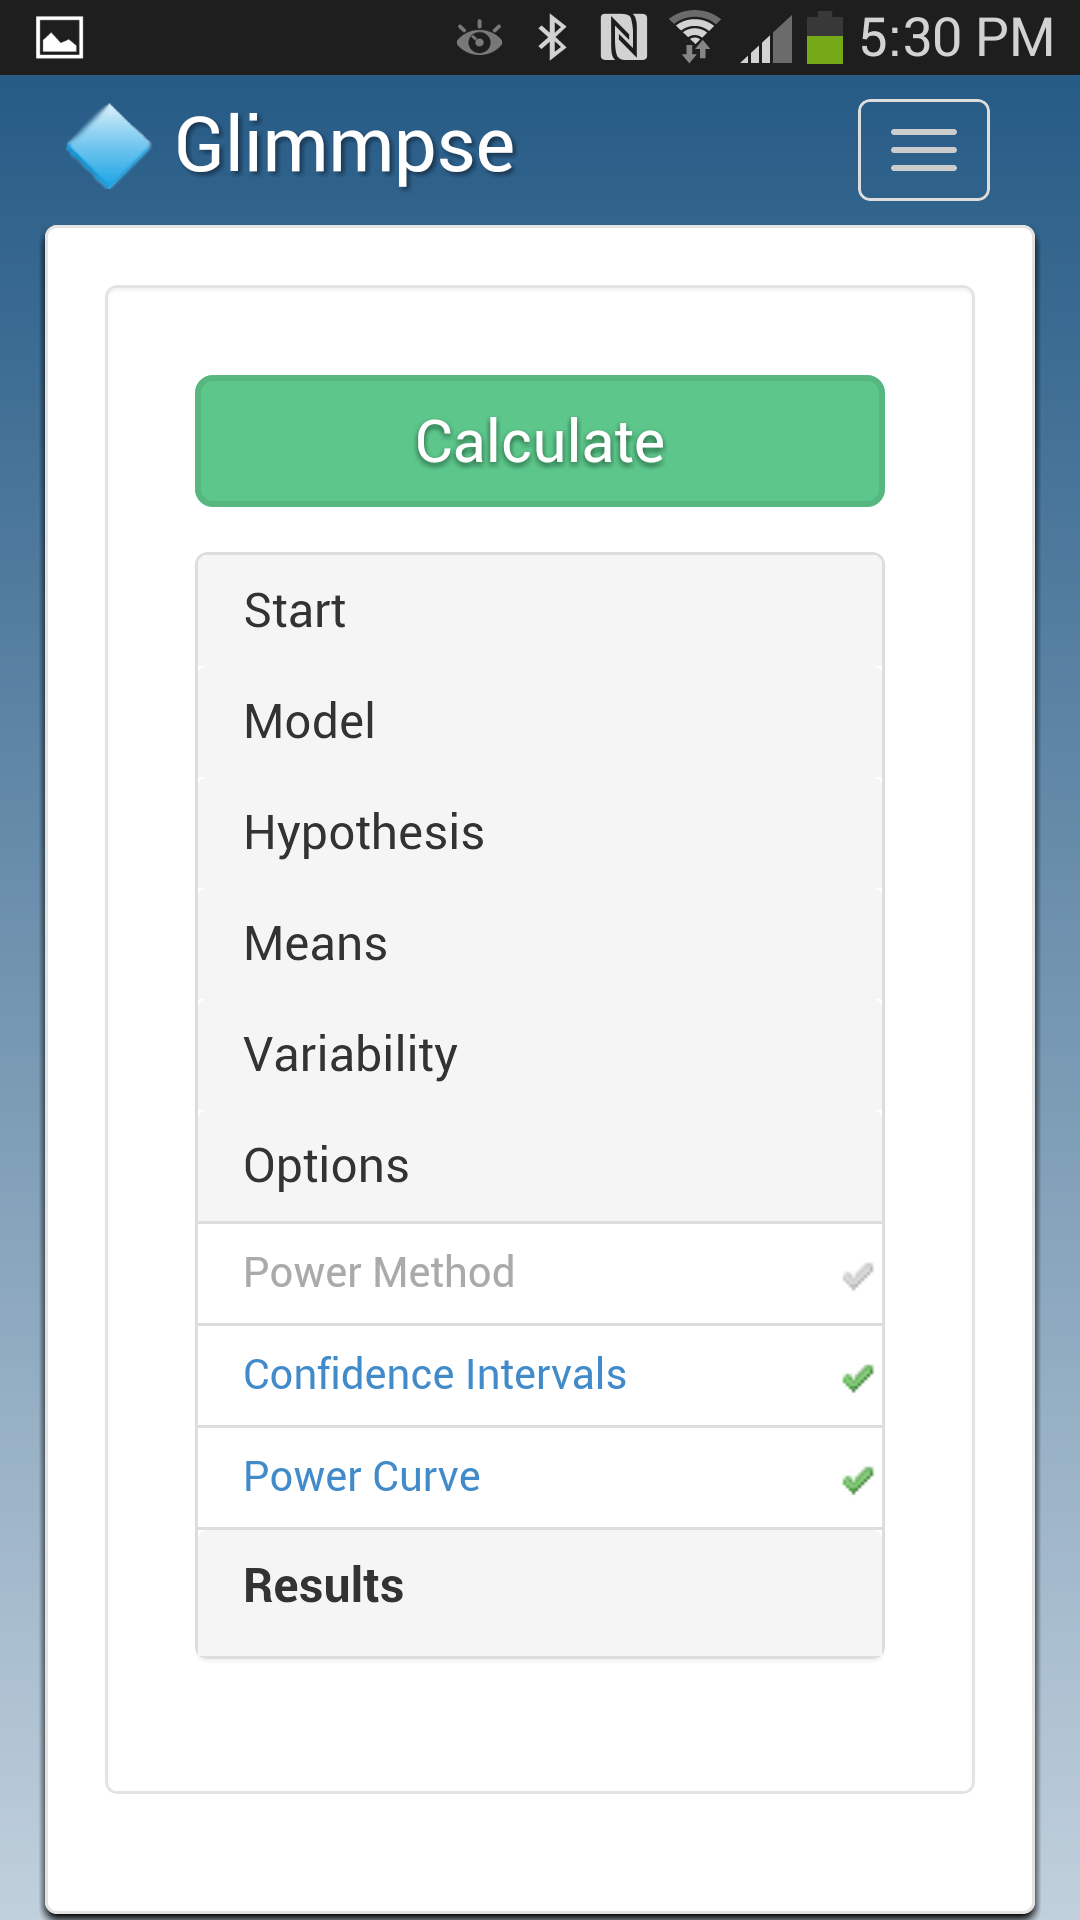 5:30 PM
Glimmpse
Calculate
Start
Model
Hypothesis
Means
Variability
Options
Power Method
Confidence Intervals
Power Curve
Results